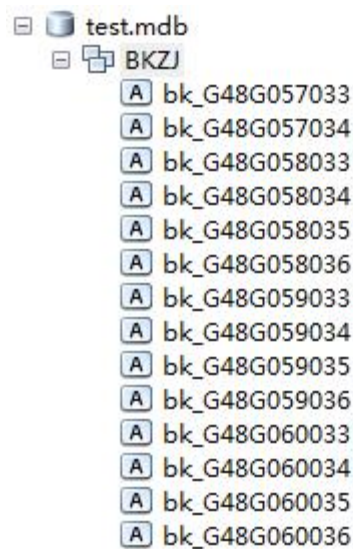 test.mdb
BKZJ
A bk_G48G057033
A bk_G48G057034
A bk_G48G058033
A bk_G48G058034
A bk_G48G058035
A bk_G48G058036
A bk_G48G059033
A bk_G48G059034
A bk_G48G059035
A bk_G48G059036
A bk_G48G060033
A bk_G48G060034
A bk_G48G060035
A bk_G48G060036